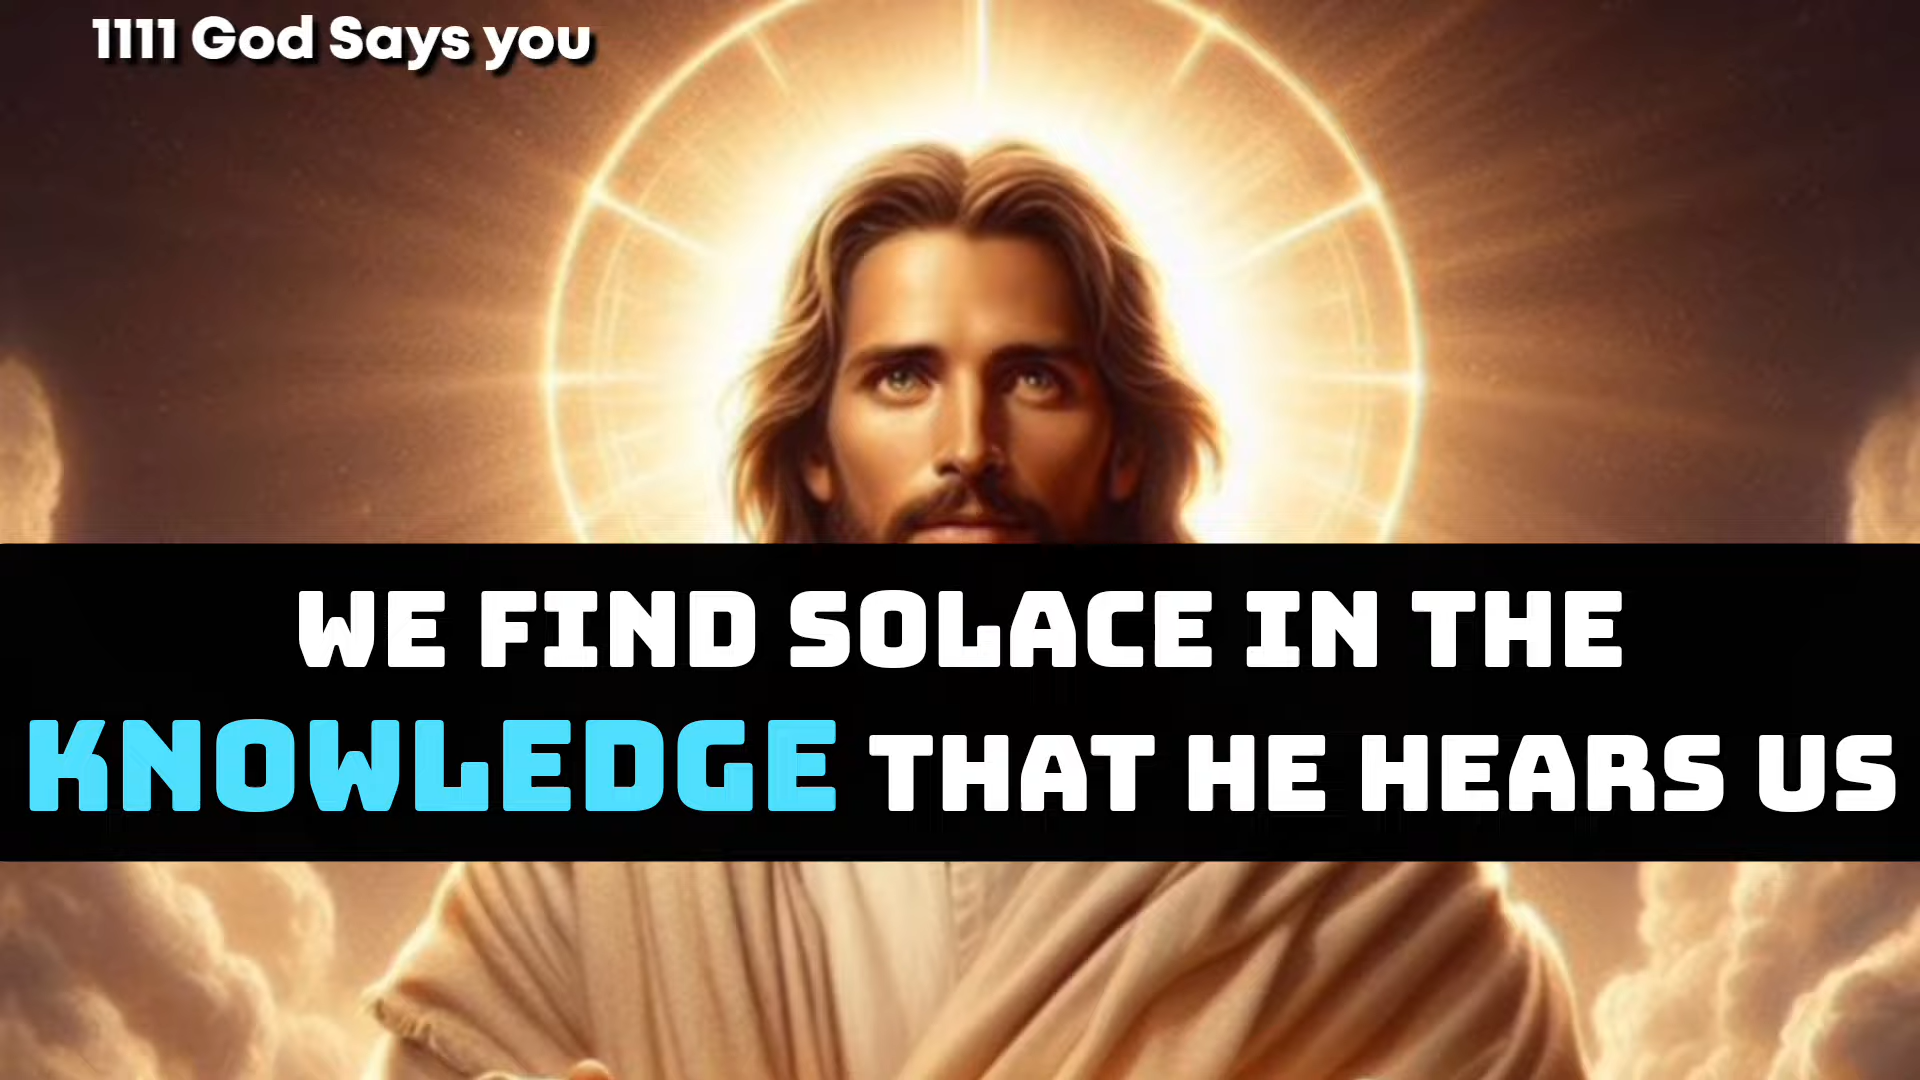 1111 God Says you
WE FIND SOLACE IN THE
KNOWLEDGE THAT HE HEARS US